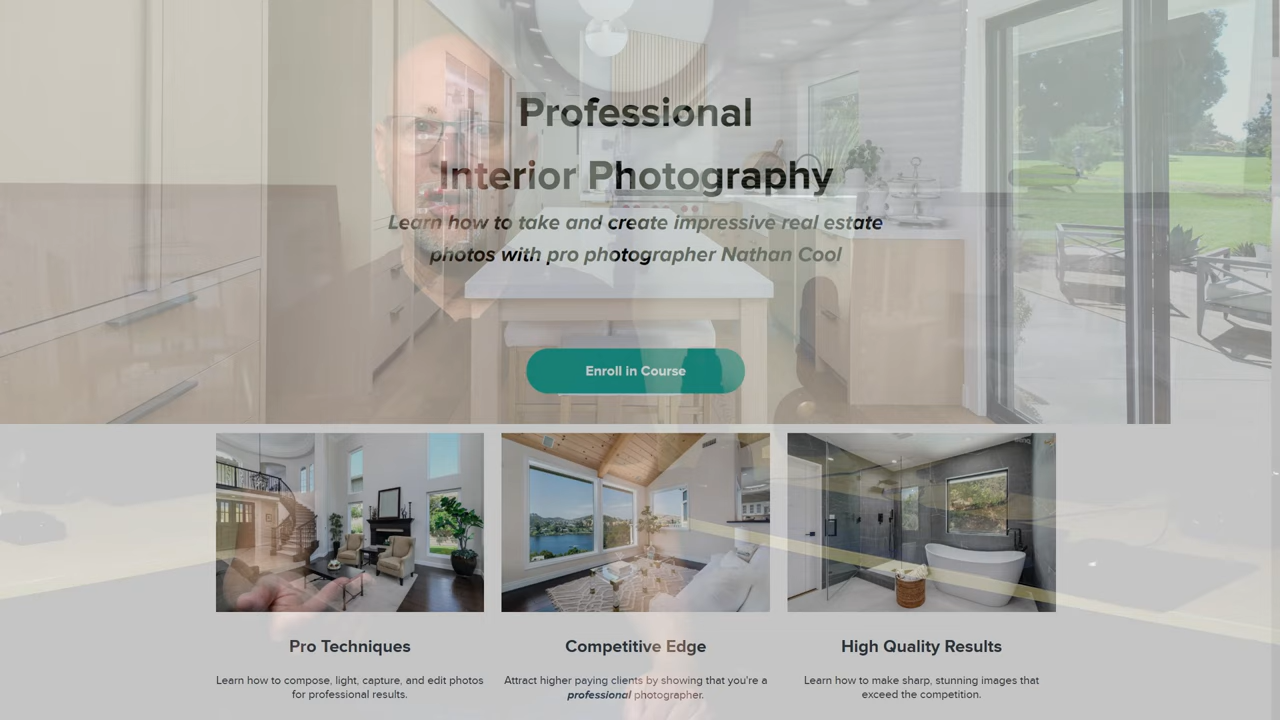 Professional
Interior Photography
Learn how to take and create impressive real estate
photos with pro photographer Nathan Cool
Enroll in Course
Pro Techniques
Competitive Edge
High Quality Results
Learn how to compose, light, capture, and edit photos
for professional results.
Attract higher paying clients by showing that you're a
professional photographer.
Learn how to make sharp, stunning images that
exceed the competition.